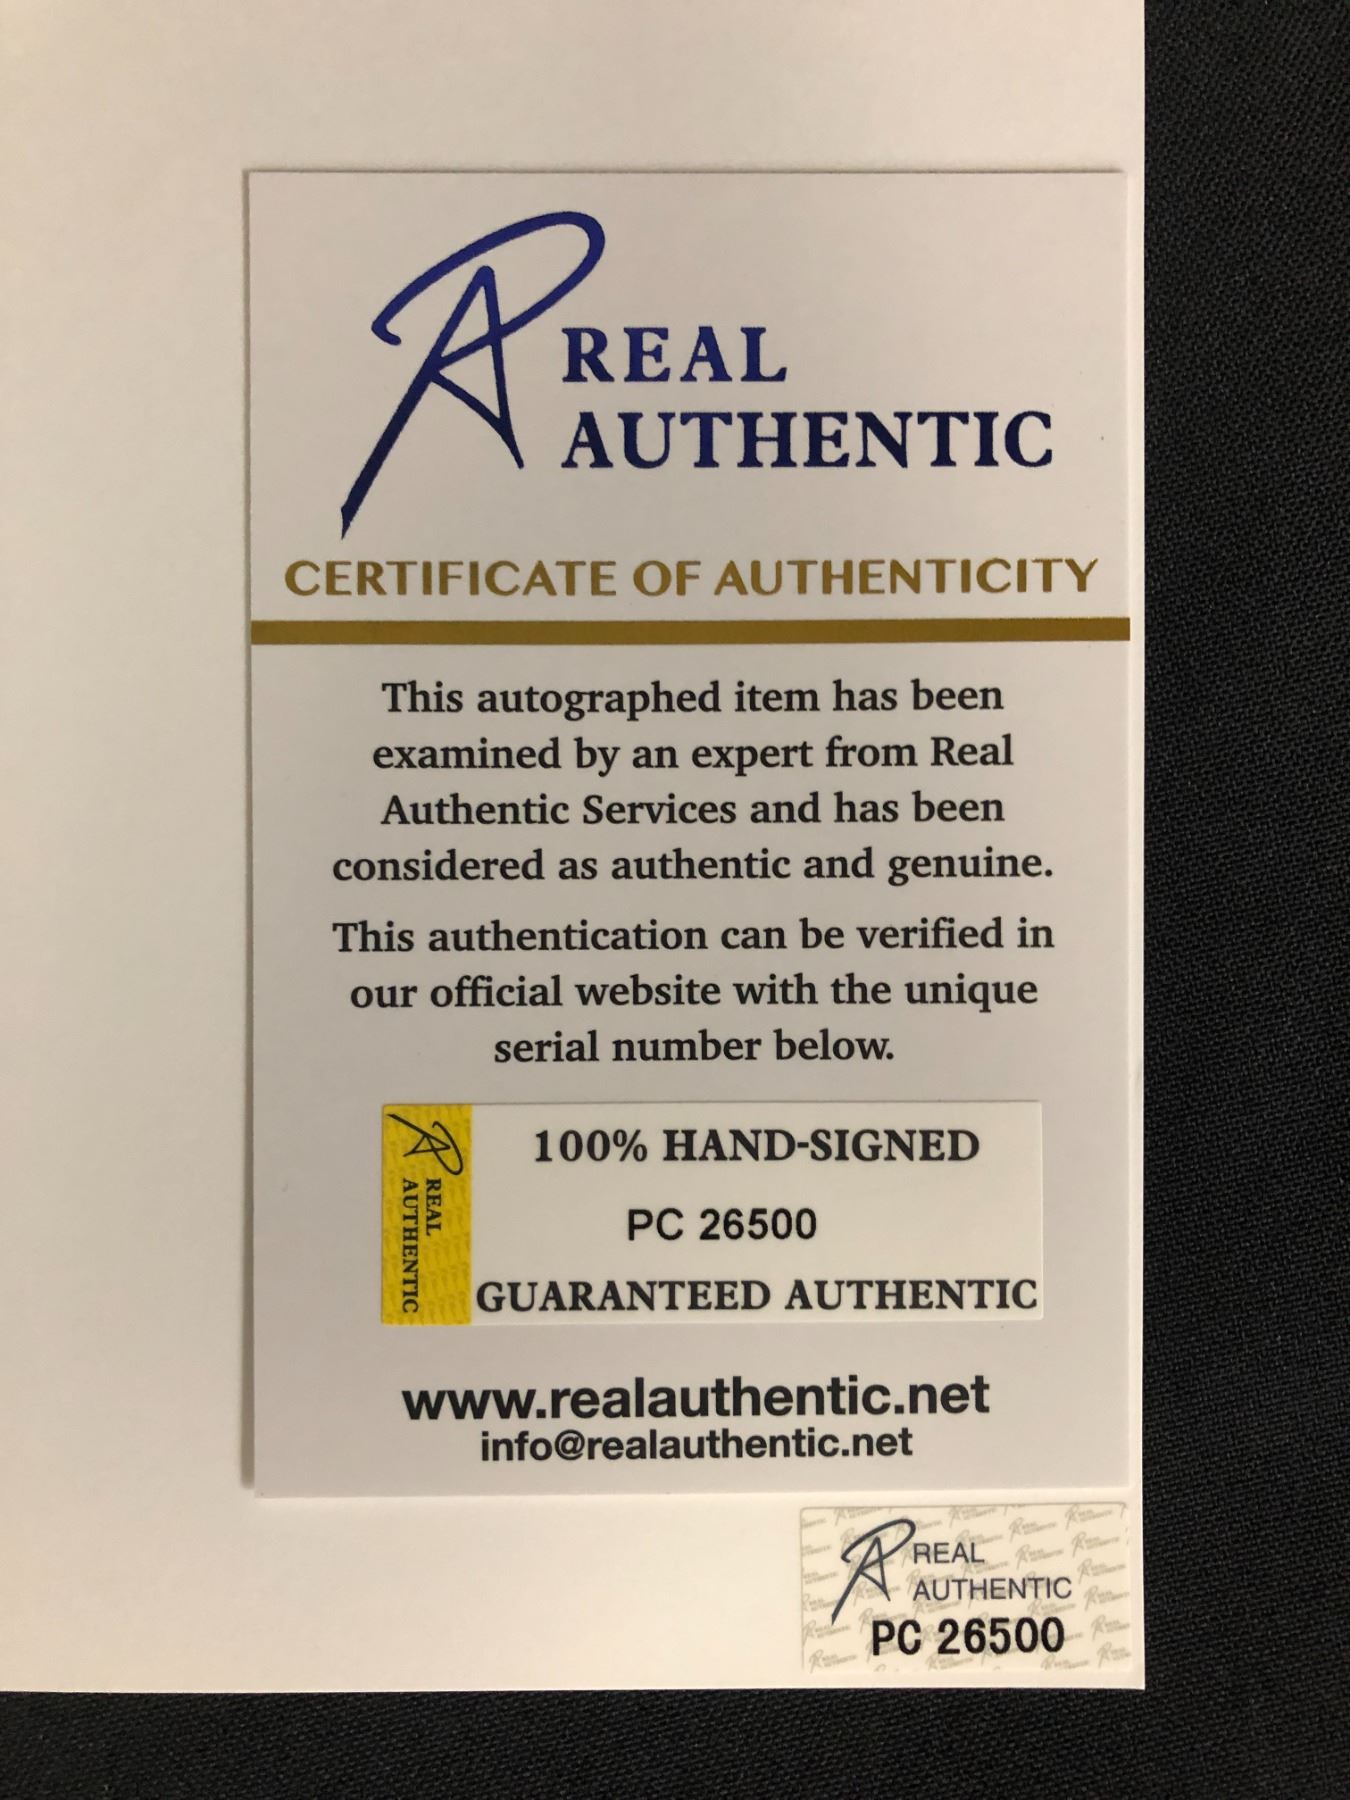 REAL
AUTHENTIC
CERTIFICATE OF AUTHENTICITY
This autographed item has been
examined by an expert from Real
Authentic Services and has been
considered as authentic and genuine.
This authentication can be verified in
our official website with the unique
serial number below.
REAL
AUTHENTIC
100% HAND-SIGNED
PC 26500
GUARANTEED AUTHENTIC
www.realauthentic.net
info@realauthentic.net
REAL
AUTHENTIC
PC 26500